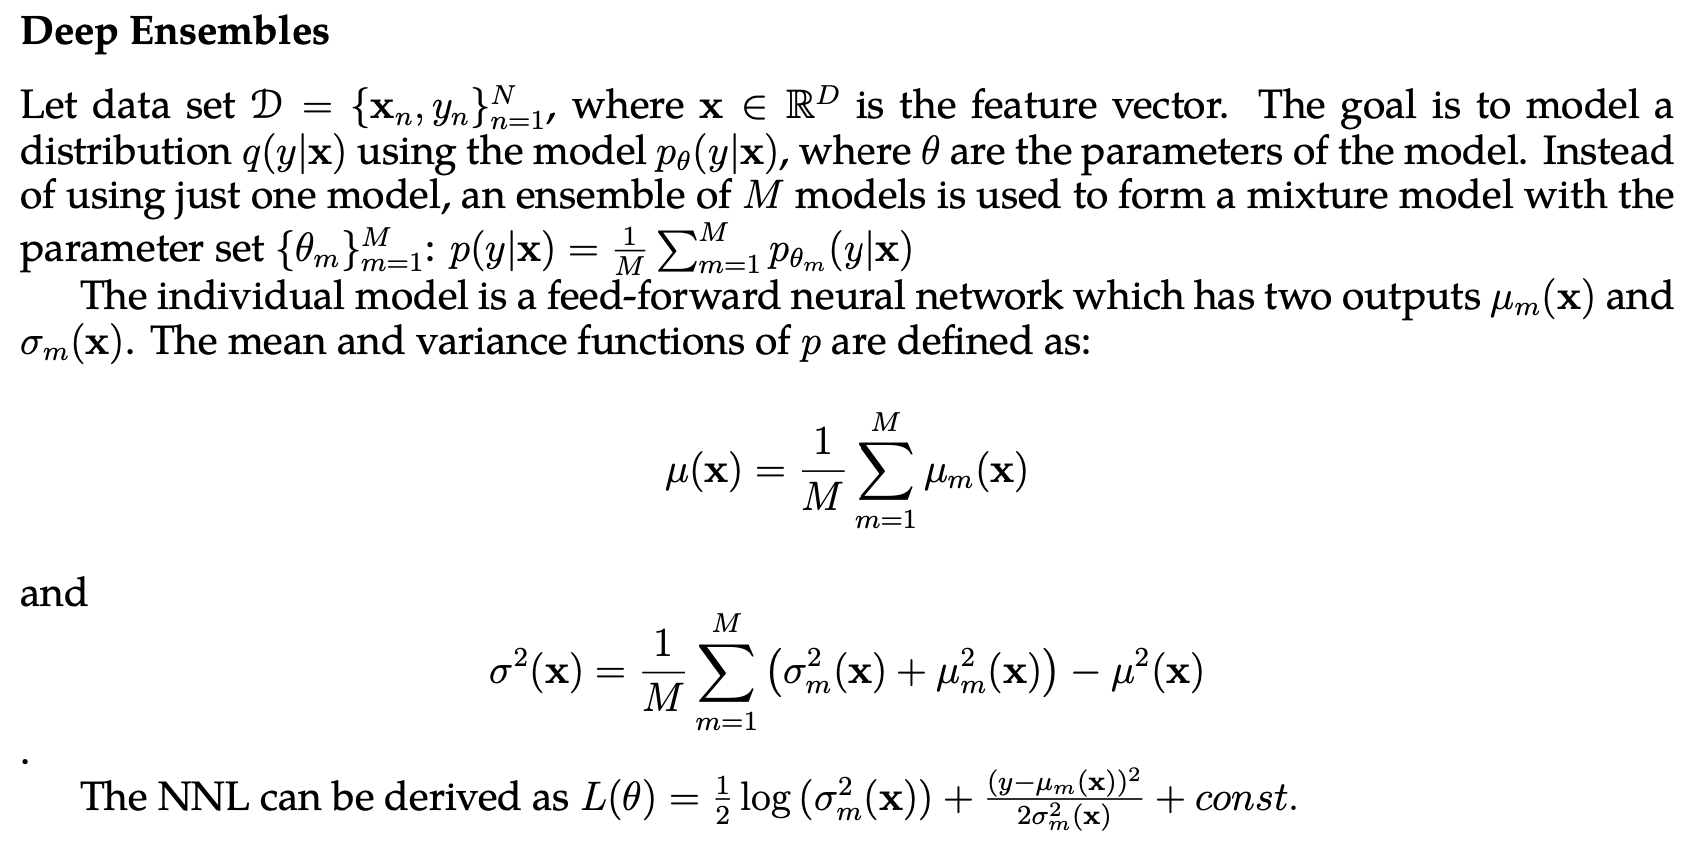 Deep Ensembles
Let data set $\mathcal{D} = \{\mathbf{x}_n, y_n\}_{n=1}^{N}$, where $\mathbf{x} \in \mathbb{R}^D$ is the feature vector. The goal is to model a
distribution $q(y|\mathbf{x})$ using the model $p_\theta(y|\mathbf{x})$, where $\theta$ are the parameters of the model. Instead
of using just one model, an ensemble of $M$ models is used to form a mixture model with the
parameter set $\{\theta_m\}_{m=1}^{M}$: $p(y|\mathbf{x}) = \frac{1}{M} \sum_{m=1}^{M} p_{\theta_m}(y|\mathbf{x})$
The individual model is a feed-forward neural network which has two outputs $\mu_m(\mathbf{x})$ and
$\sigma_m(\mathbf{x})$. The mean and variance functions of $p$ are defined as:
$\mu(\mathbf{x}) = \frac{1}{M} \sum_{m=1}^{M} \mu_m(\mathbf{x})$
and
$\sigma^2(\mathbf{x}) = \frac{1}{M} \sum_{m=1}^{M} \left(\sigma_m^2(\mathbf{x}) + \mu_m^2(\mathbf{x})\right) - \mu^2(\mathbf{x})$
.
The NNL can be derived as $L(\theta) = \frac{1}{2} \log\left(\sigma_m^2(\mathbf{x})\right) + \frac{(y-\mu_m(\mathbf{x}))^2}{2\sigma_m^2(\mathbf{x})} + const.$